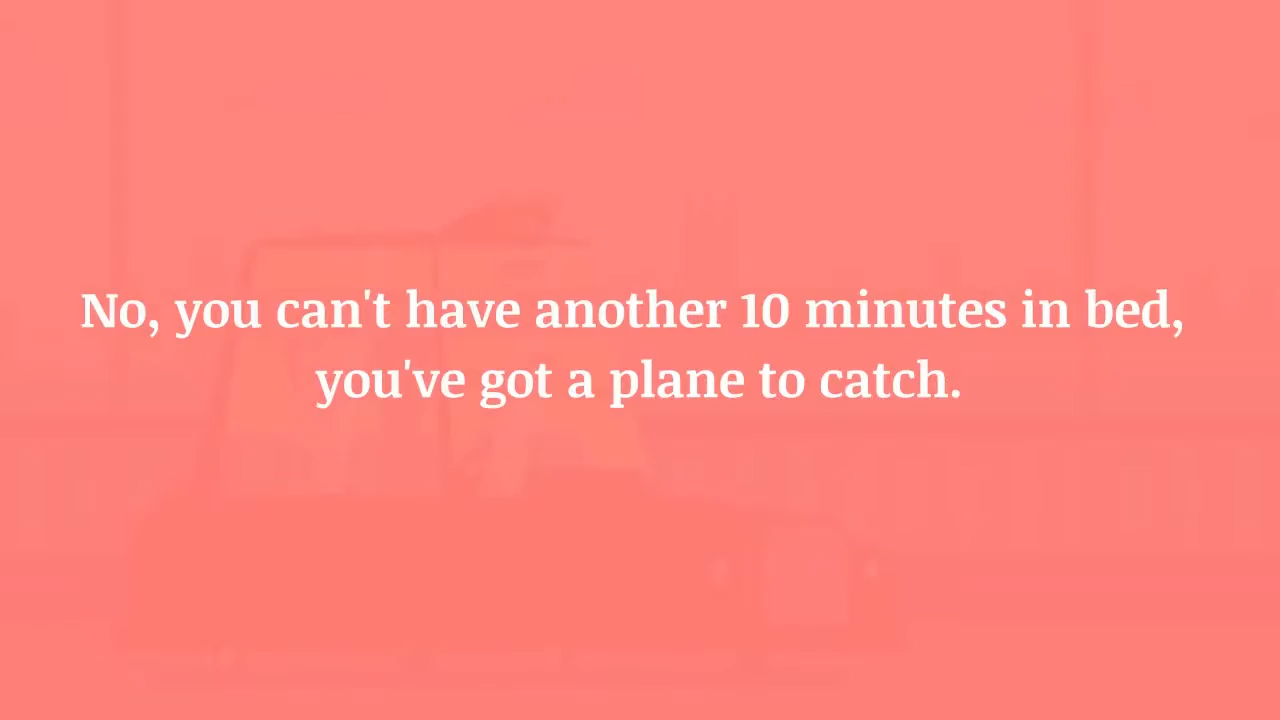 No, you can't have another 10 minutes in bed,
you've got a plane to catch.